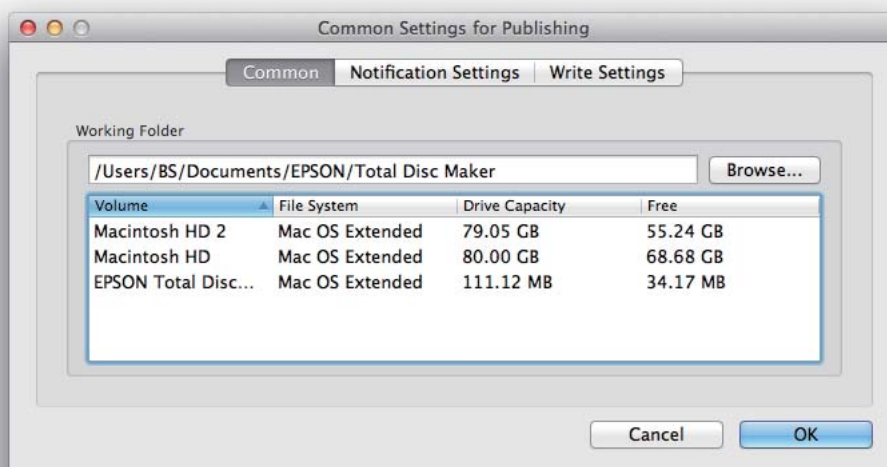 Common Settings for Publishing
Common Notification Settings Write Settings
Working Folder
/Users/BS/Documents/EPSON/Total Disc Maker Browse...
Volume File System Drive Capacity Free
Macintosh HD 2 Mac OS Extended 79.05 GB 55.24 GB
Macintosh HD Mac OS Extended 80.00 GB 68.68 GB
EPSON Total Disc... Mac OS Extended 111.12 MB 34.17 MB
Cancel OK